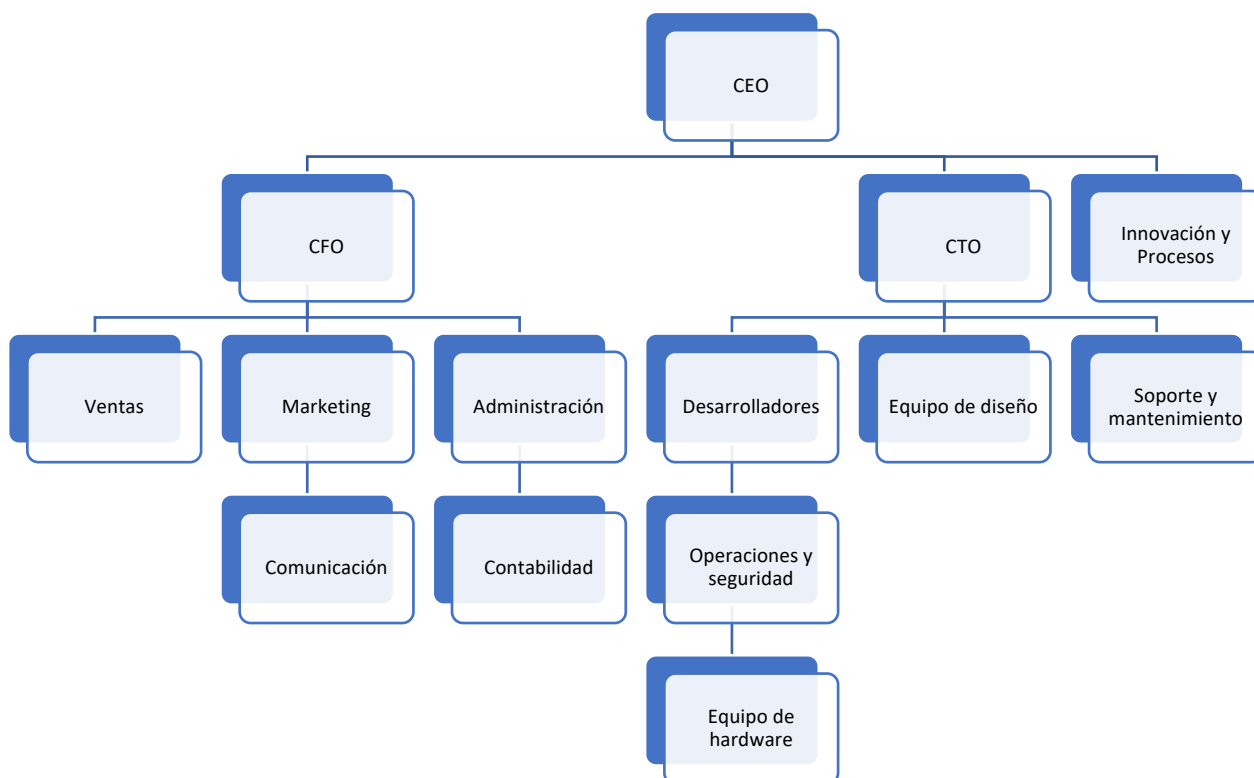 CEO
CFO
CTO
Innovación y
Procesos
Ventas
Marketing
Administración
Desarrolladores
Equipo de diseño
Soporte y
mantenimiento
Comunicación
Contabilidad
Operaciones y
seguridad
Equipo de
hardware